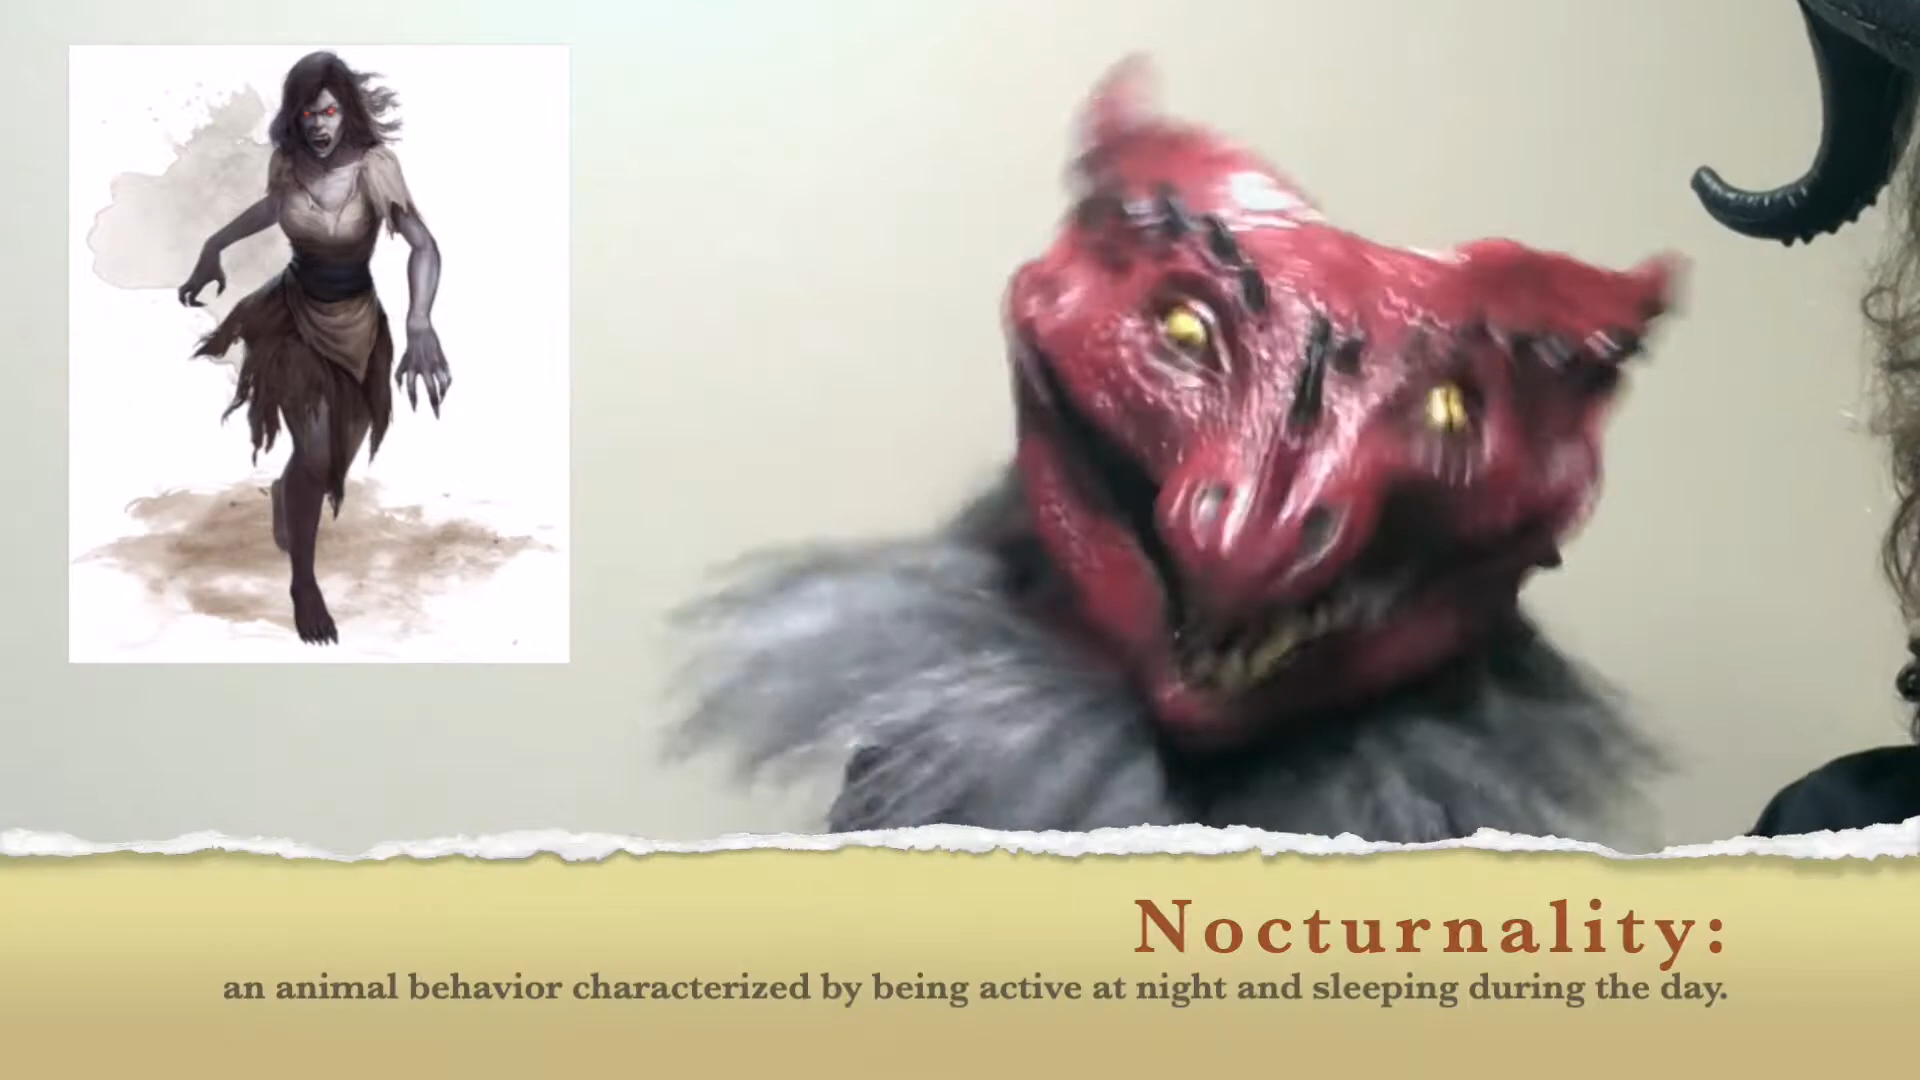 Nocturnality:
an animal behavior characterized by being active at night and sleeping during the day.